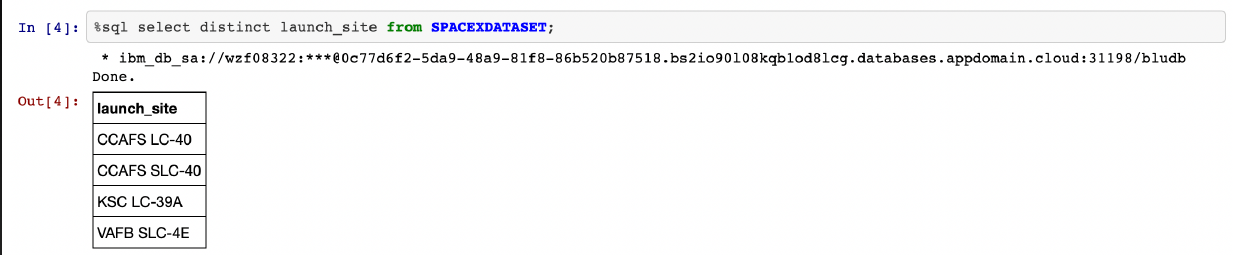 In [4]: %sql select distinct launch_site from SPACEXDATASET;
* ibm_db_sa://wzf08322:***@0c77d6f2-5da9-48a9-81f8-86b520b87518.bs2io90l08kqb1od8lcg.databases.appdomain.cloud:31198/bludb
Done.
Out[4]:
launch_site
CCAFS LC-40
CCAFS SLC-40
KSC LC-39A
VAFB SLC-4E